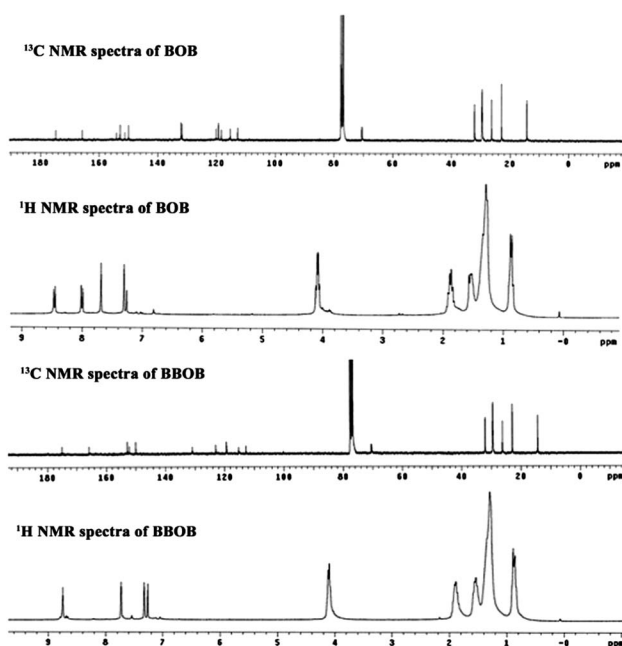 ¹³C NMR spectra of BOB
180 160 140 120 100 80 60 40 20 0 ppm
¹H NMR spectra of BOB
9 8 7 6 5 4 3 2 1 -0 ppm
¹³C NMR spectra of BBOB
180 160 140 120 100 80 60 40 20 0 ppm
¹H NMR spectra of BBOB
9 8 7 6 5 4 3 2 1 -0 ppm